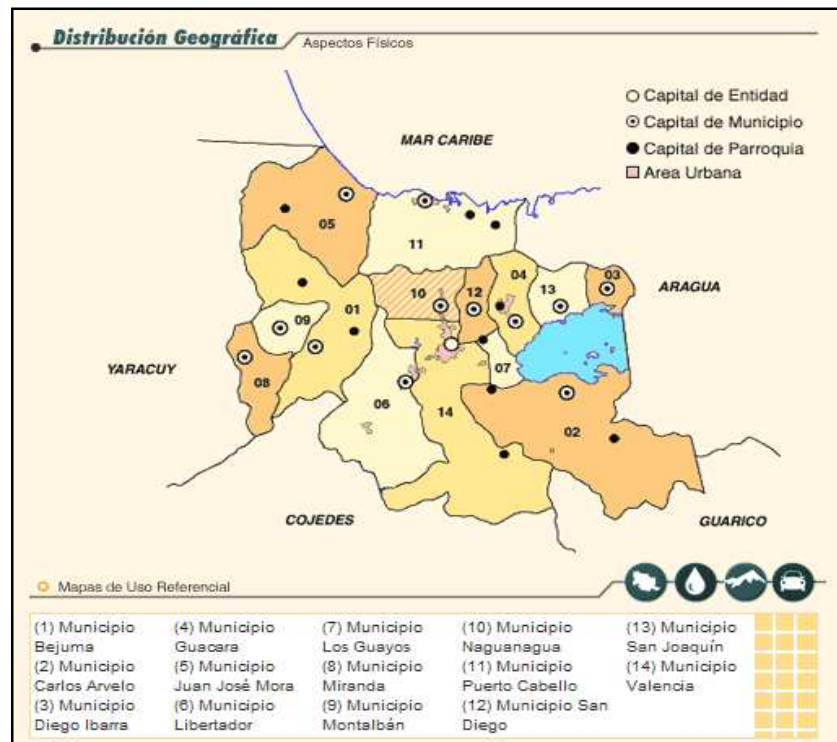 Distribución Geográfica
Aspectos Físicos
Capital de Entidad
Capital de Municipio
Capital de Parroquia
Area Urbana
MAR CARIBE
05
11
04
03
10
12
13
ARAGUA
01
09
YARACUY
07
08
06
14
02
COJEDES
GUARICO
Mapas de Uso Referencial
(1) Municipio
Bejuma
(2) Municipio
Carlos Arvelo
(3) Municipio
Diego Ibarra
(4) Municipio
Guacara
(5) Municipio
Juan José Mora
(6) Municipio
Libertador
(7) Municipio
Los Guayos
(8) Municipio
Miranda
(9) Municipio
Montalbán
(10) Municipio
Naguanagua
(11) Municipio
Puerto Cabello
(12) Municipio San
Diego
(13) Municipio
San Joaquín
(14) Municipio
Valencia